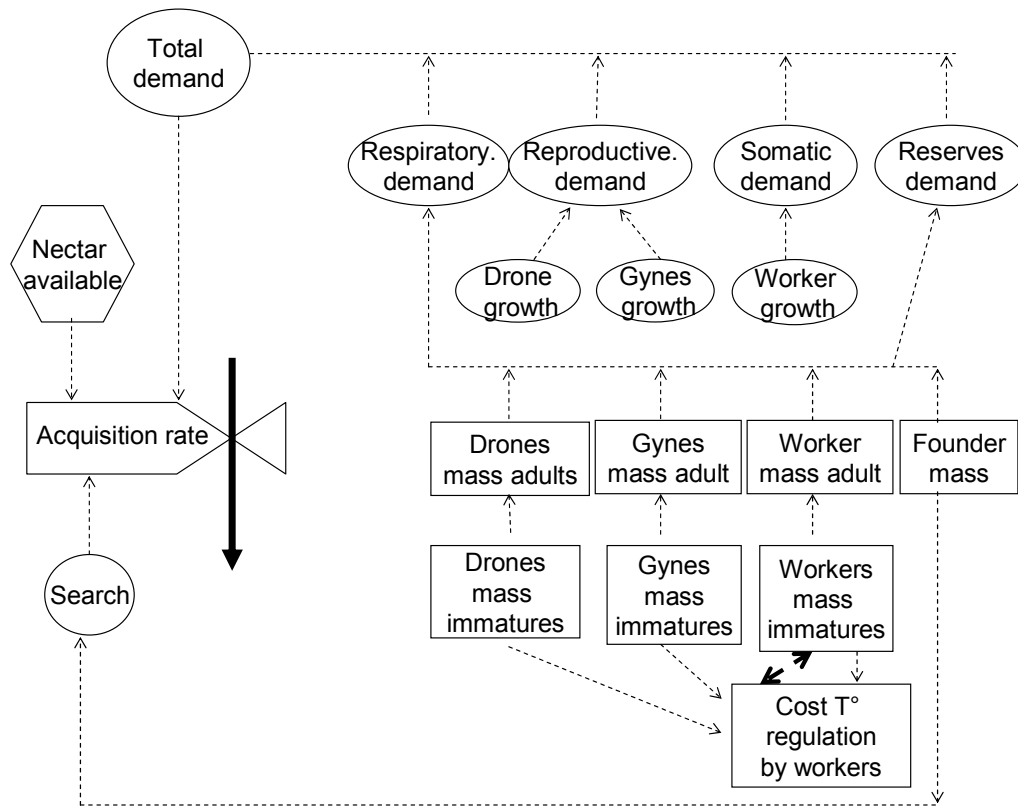 Total
demand
Respiratory.
demand
Reproductive.
demand
Somatic
demand
Reserves
demand
Nectar
available
Drone
growth
Gynes
growth
Worker
growth
Acquisition rate
Drones
mass adults
Gynes
mass adult
Worker
mass adult
Founder
mass
Search
Drones
mass
immatures
Gynes
mass
immatures
Workers
mass
immatures
Cost T°
regulation
by workers